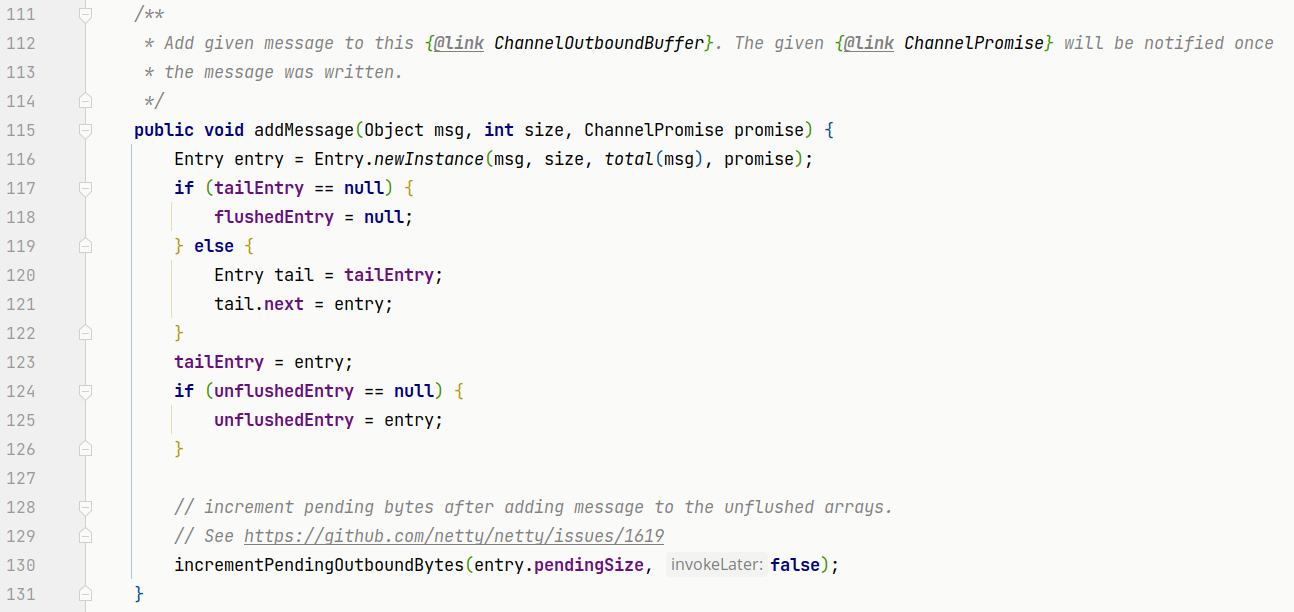 111 /**
112  * Add given message to this {@link ChannelOutboundBuffer}. The given {@link ChannelPromise} will be notified once
113  * the message was written.
114  */
115 public void addMessage(Object msg, int size, ChannelPromise promise) {
116     Entry entry = Entry.newInstance(msg, size, total(msg), promise);
117     if (tailEntry == null) {
118         flushedEntry = null;
119     } else {
120         Entry tail = tailEntry;
121         tail.next = entry;
122     }
123     tailEntry = entry;
124     if (unflushedEntry == null) {
125         unflushedEntry = entry;
126     }
127
128     // increment pending bytes after adding message to the unflushed arrays.
129     // See https://github.com/netty/netty/issues/1619
130     incrementPendingOutboundBytes(entry.pendingSize, invokeLater: false);
131 }